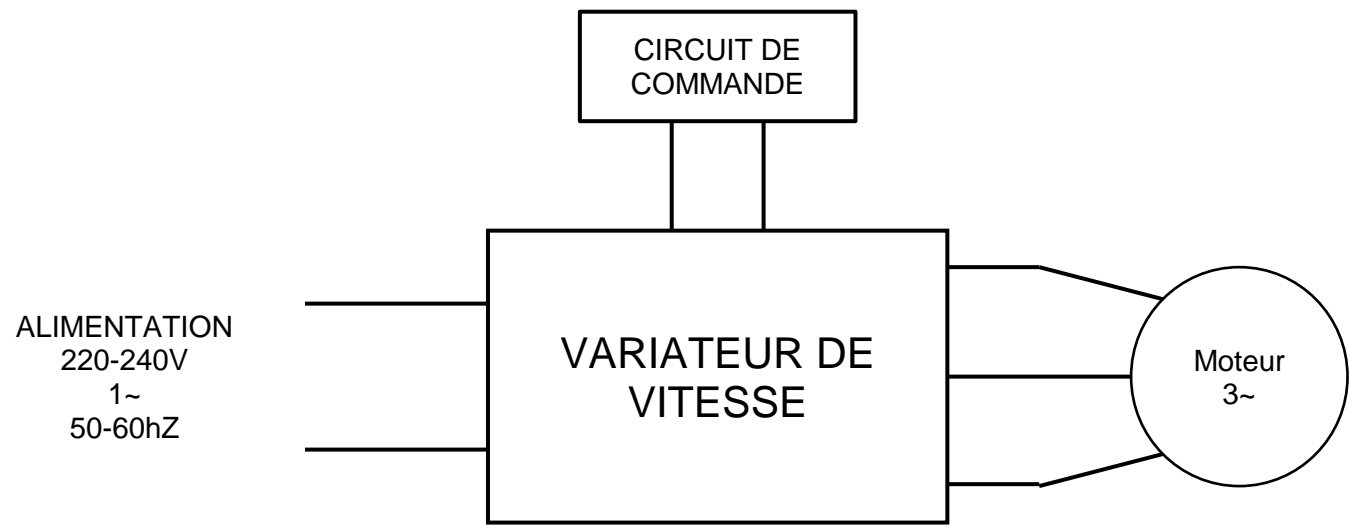 CIRCUIT DE
COMMANDE
ALIMENTATION
220-240V
1~
50-60hZ
VARIATEUR DE
VITESSE
Moteur
3~